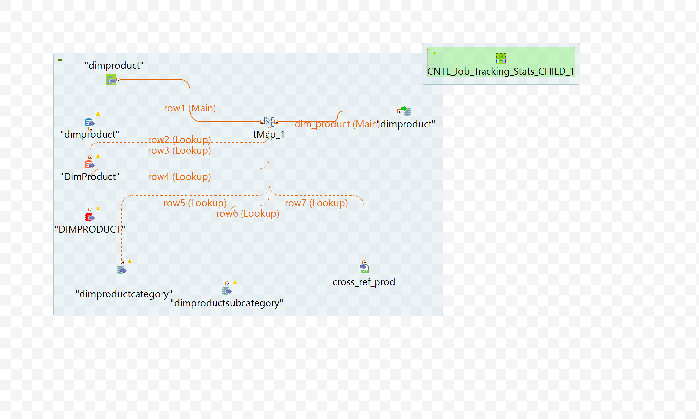 "dimproduct"
CNTL_Job_Tracking_Stats_CHILD_1
row1 (Main)
"dimproduct"
tMap_1
dim_product (Main)
"dimproduct"
row2 (Lookup)
row3 (Lookup)
"DimProduct"
row4 (Lookup)
row5 (Lookup)
row7 (Lookup)
row6 (Lookup)
"DIMPRODUCT"
cross_ref_prod
"dimproductcategory"
"dimproductsubcategory"